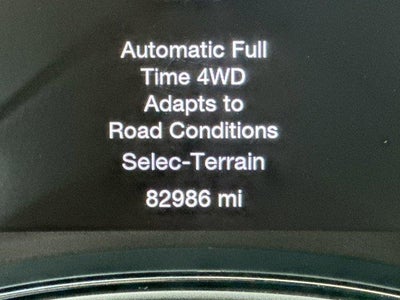 Automatic Full
Time 4WD
Adapts to
Road Conditions
Selec-Terrain
82986 mi